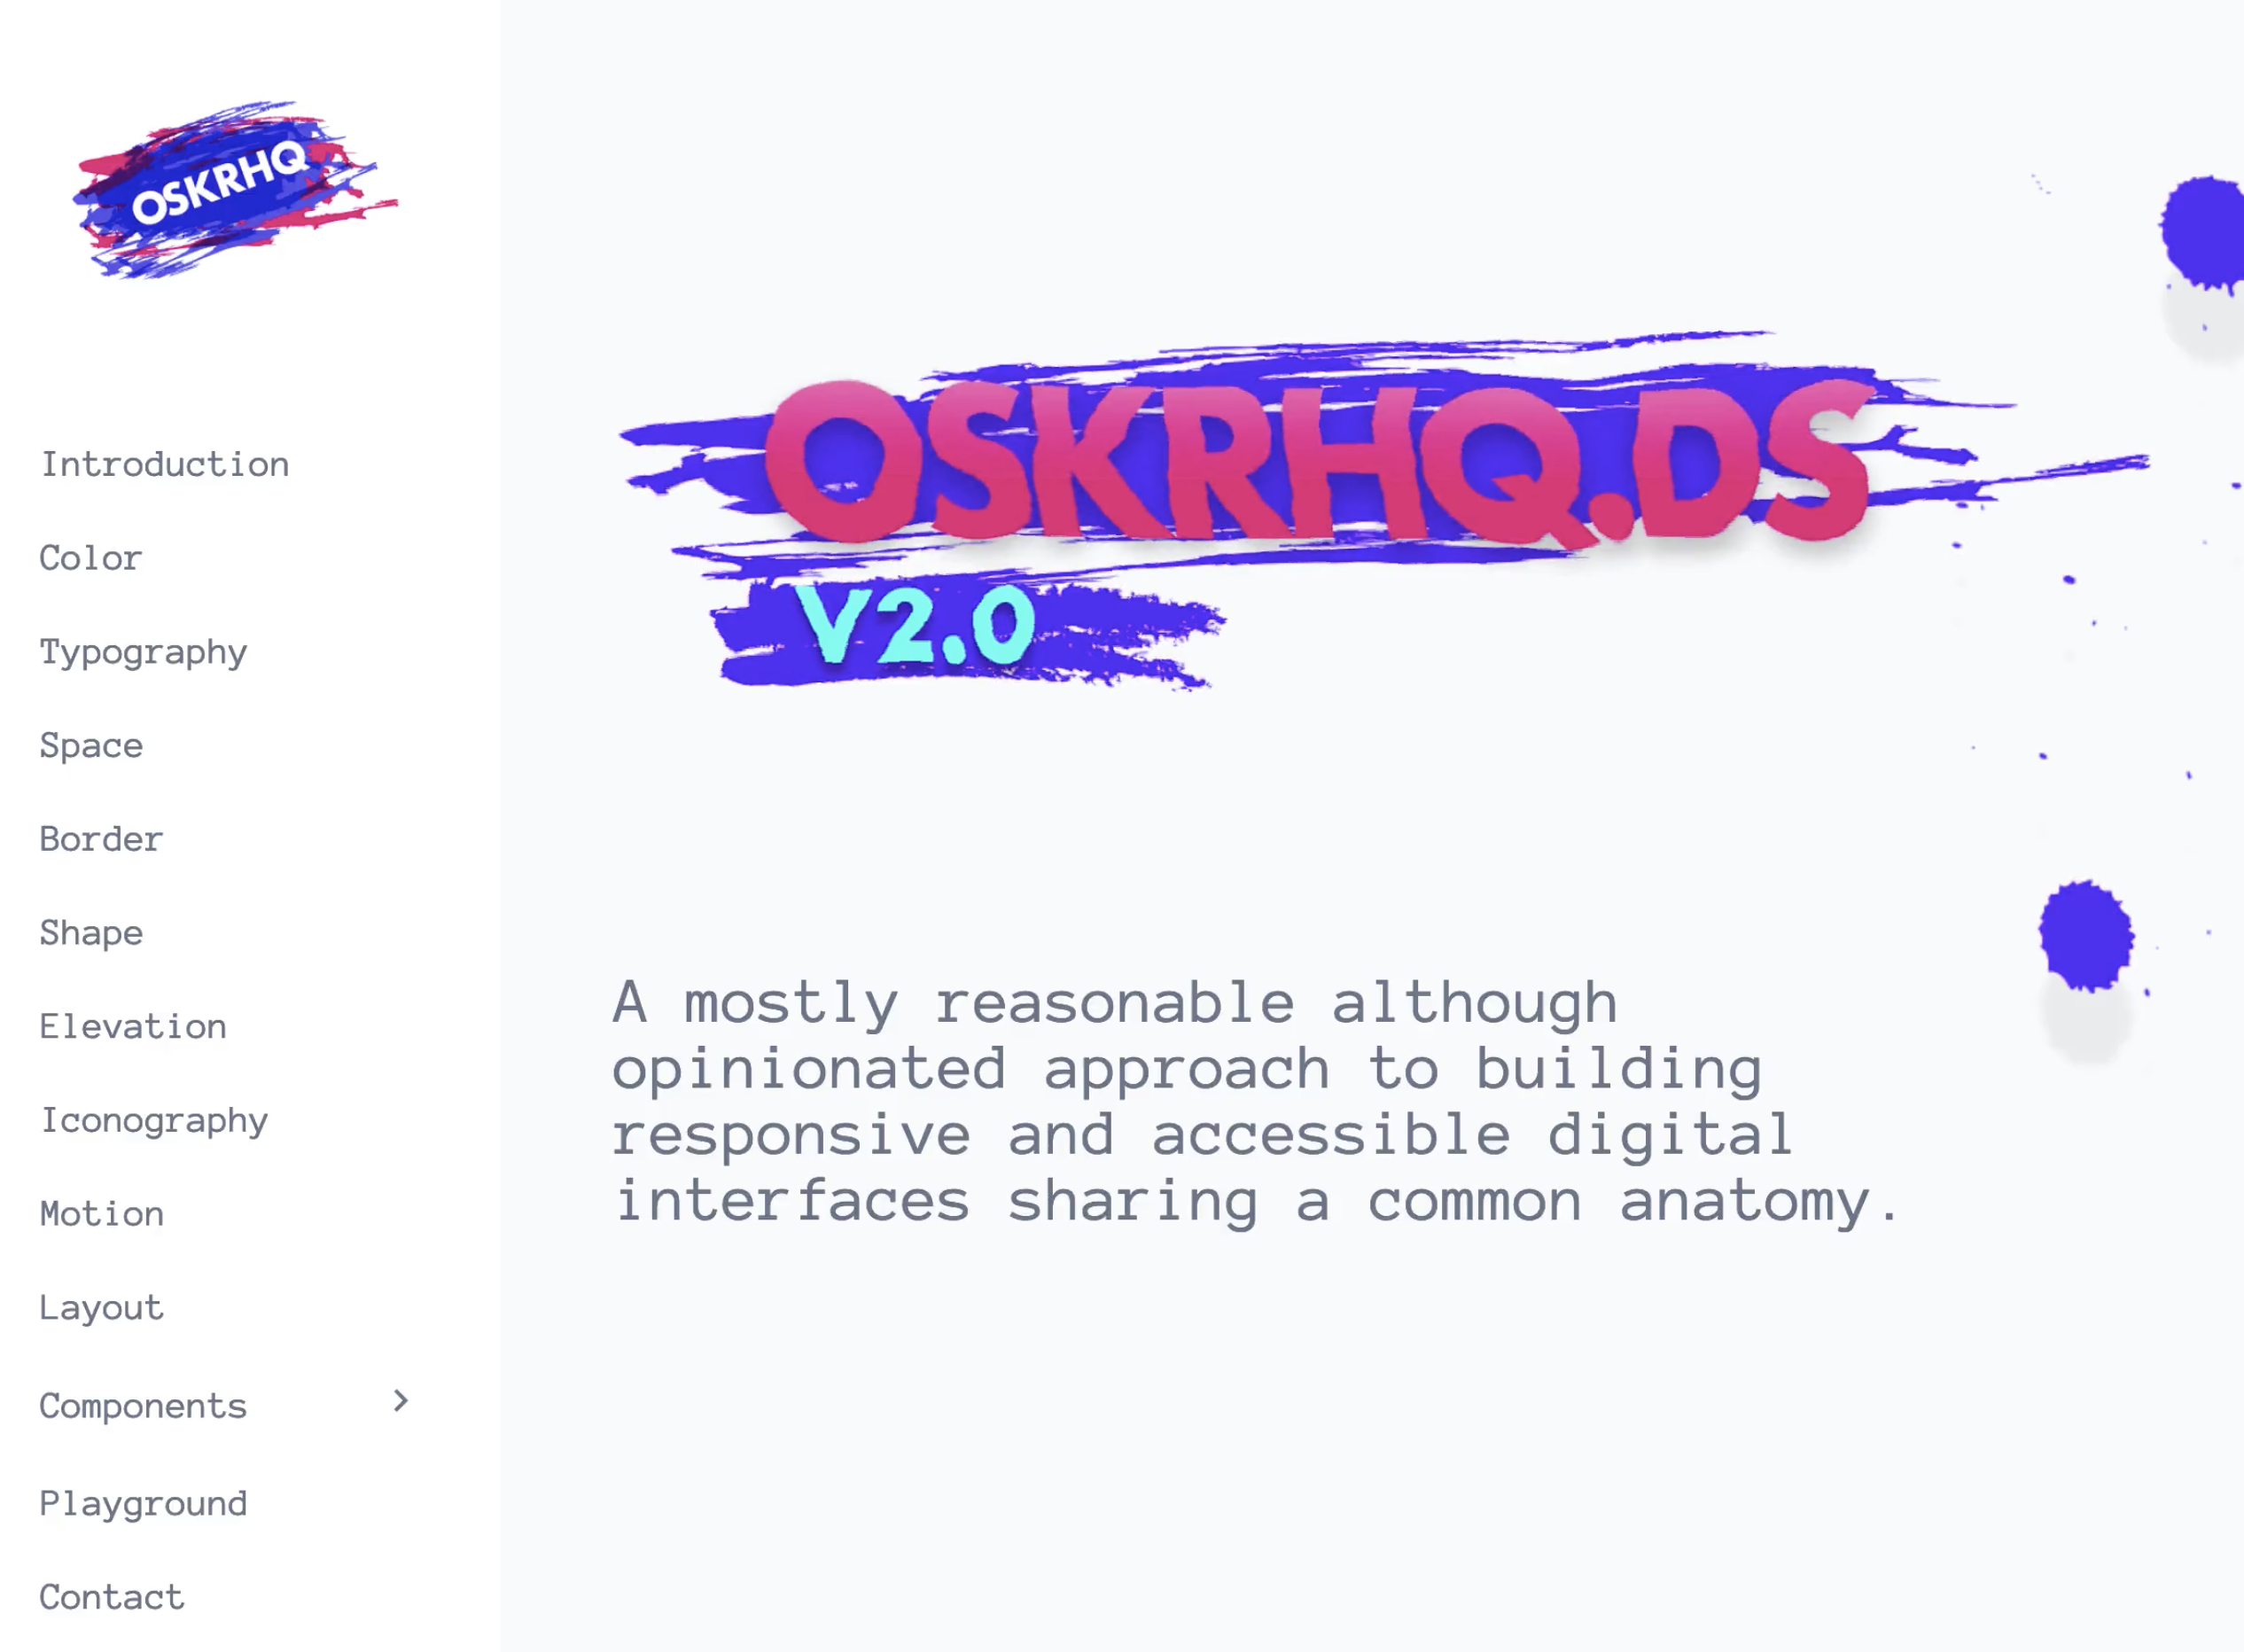 OSKRHQ
Introduction
Color
Typography
Space
Border
Shape
Elevation
Iconography
Motion
Layout
Components
Playground
Contact
OSKRHQ.DS
V2.0
A mostly reasonable although
opinionated approach to building
responsive and accessible digital
interfaces sharing a common anatomy.